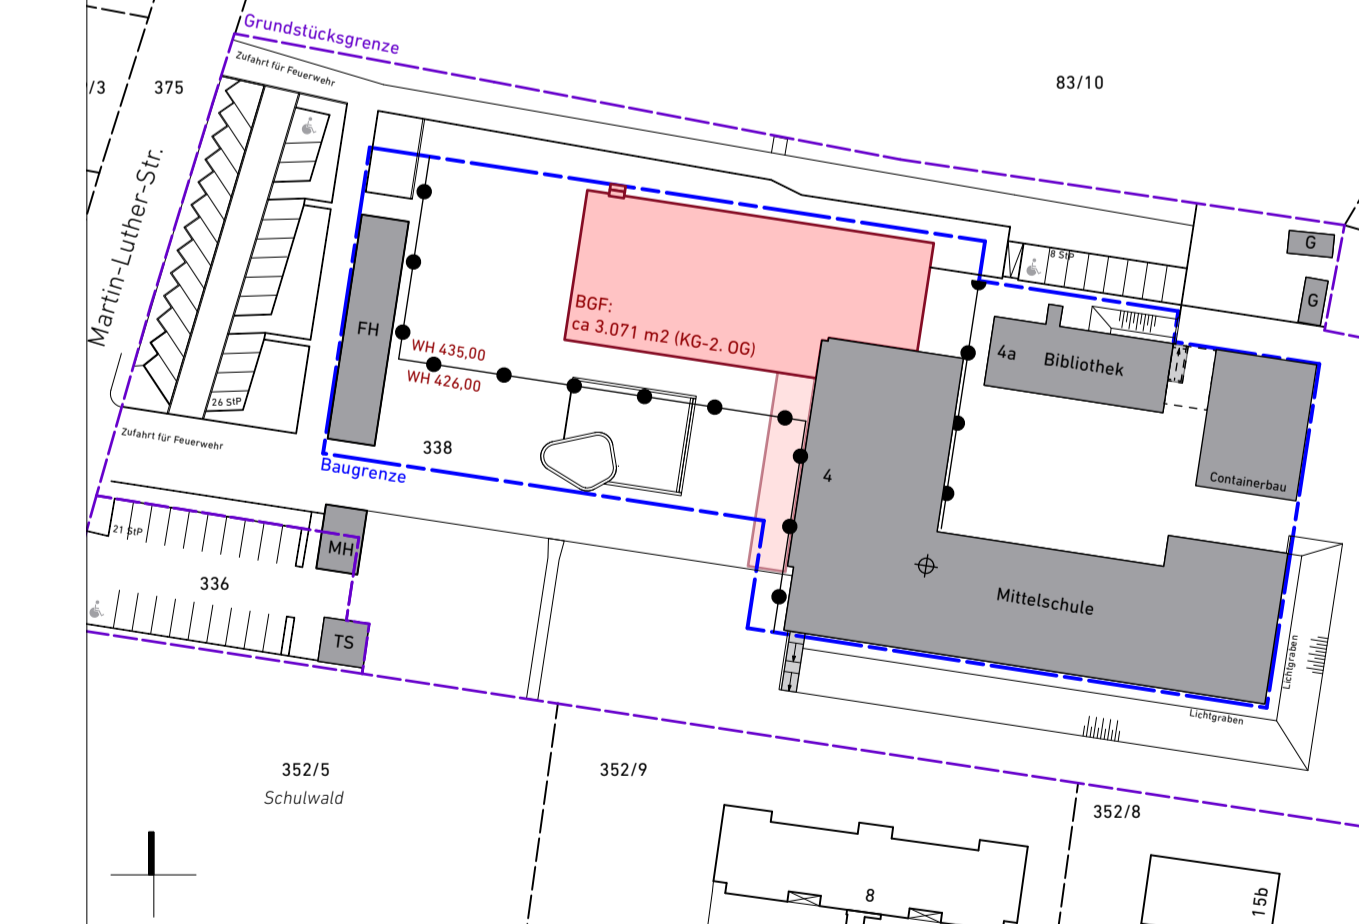 Grundstücksgrenze
Zufahrt für Feuerwehr
83/10
/3
375
Martin-Luther-Str.
G
8 StP
G
BGF:
ca 3.071 m2 (KG-2. OG)
FH
WH 435,00
WH 426,00
4a
Bibliothek
26 StP
Zufahrt für Feuerwehr
338
Baugrenze
4
Containerbau
21 StP
MH
336
Mittelschule
TS
Lichtgraben
Lichtgraben
352/5
Schulwald
352/9
352/8
8
15b